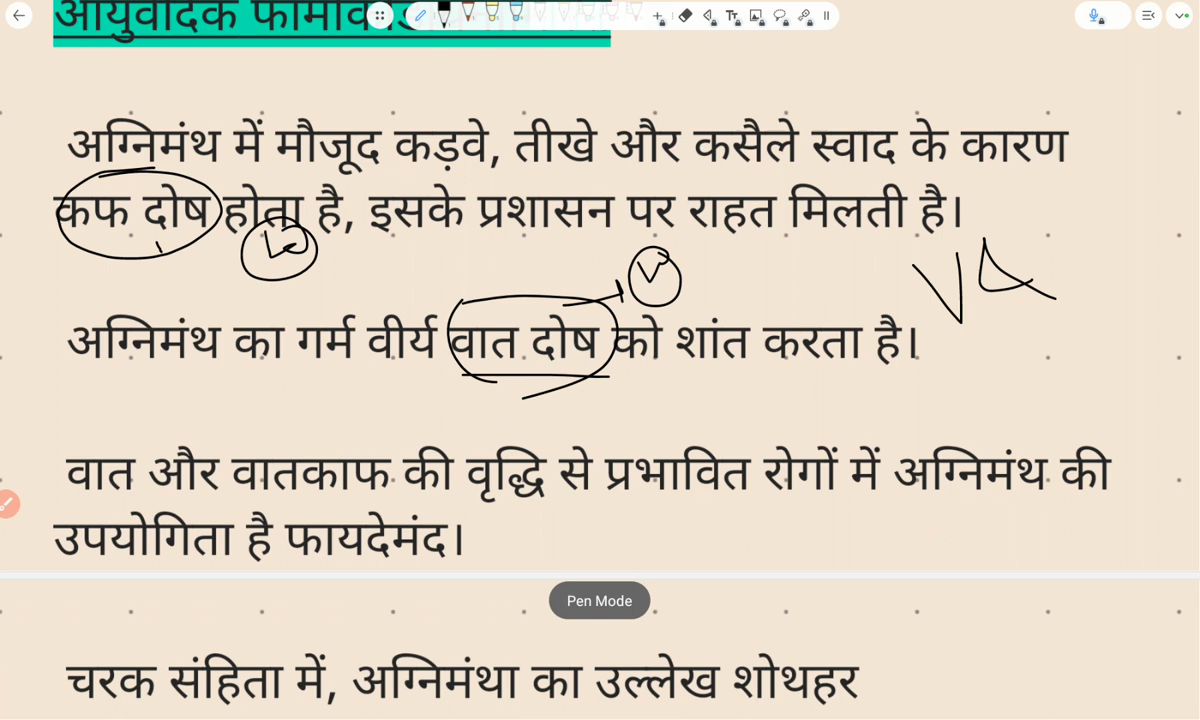 अग्निमंथ में मौजूद कड़वे, तीखे और कसैले स्वाद के कारण
कफ दोष होता है, इसके प्रशासन पर राहत मिलती है।
अग्निमंथ का गर्म वीर्य वात दोष को शांत करता है।
वात और वातकाफ की वृद्धि से प्रभावित रोगों में अग्निमंथ की
उपयोगिता है फायदेमंद।
Pen Mode
चरक संहिता में, अग्निमंथा का उल्लेख शोथहर